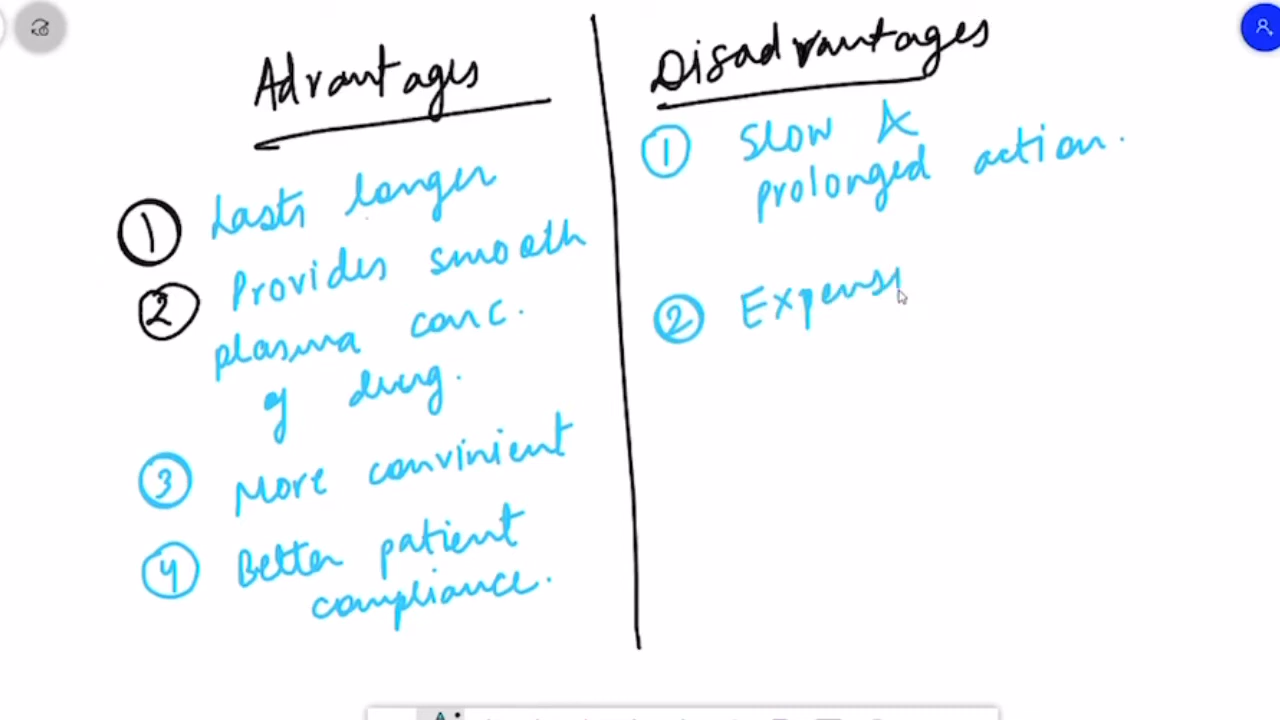 Advantages
① Lasts longer
② Provides smooth
plasma conc.
of drug.
③ More convinient
④ Better patient
compliance.
Disadvantages
① Slow &
prolonged action.
② Expensi